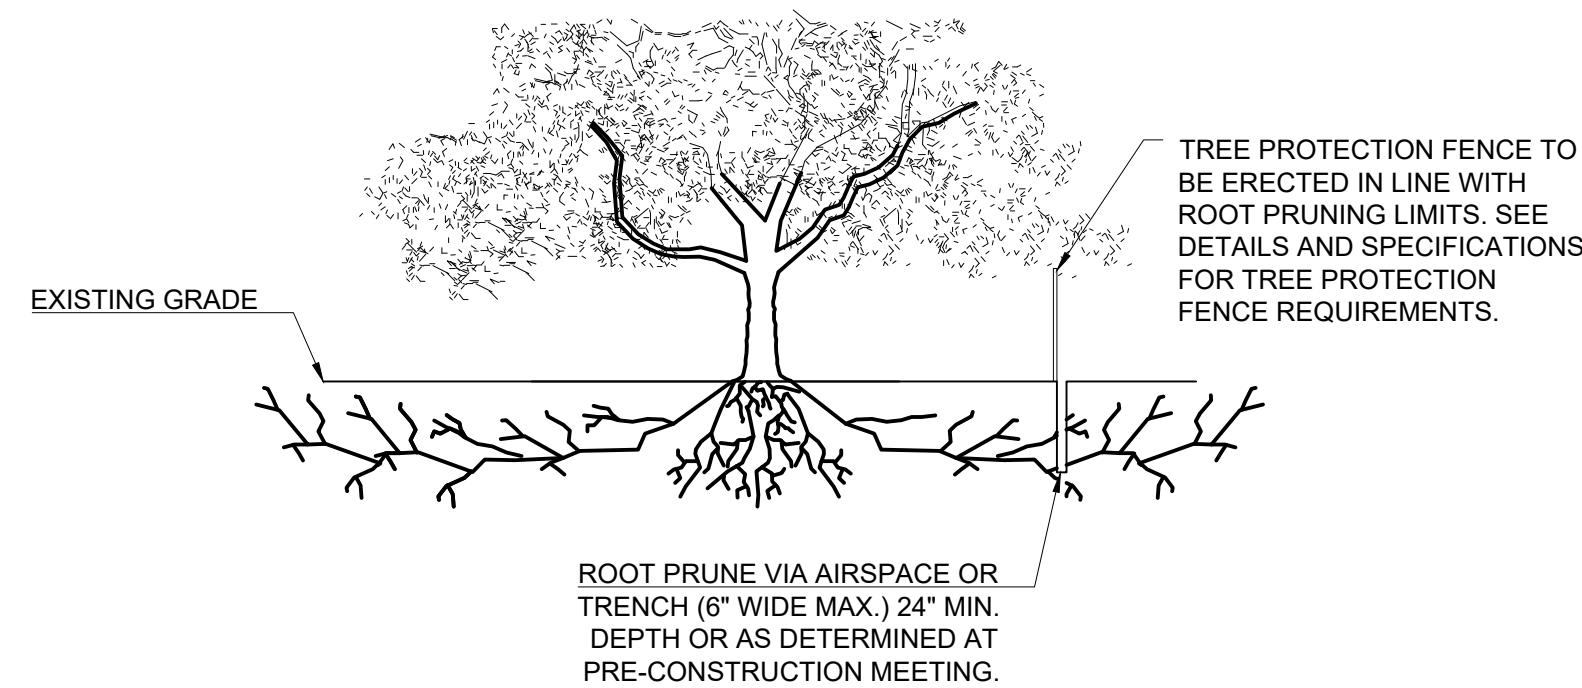 TREE PROTECTION FENCE TO
BE ERECTED IN LINE WITH
ROOT PRUNING LIMITS. SEE
DETAILS AND SPECIFICATIONS
FOR TREE PROTECTION
FENCE REQUIREMENTS.
EXISTING GRADE
ROOT PRUNE VIA AIRSPACE OR
TRENCH (6" WIDE MAX.) 24" MIN.
DEPTH OR AS DETERMINED AT
PRE-CONSTRUCTION MEETING.